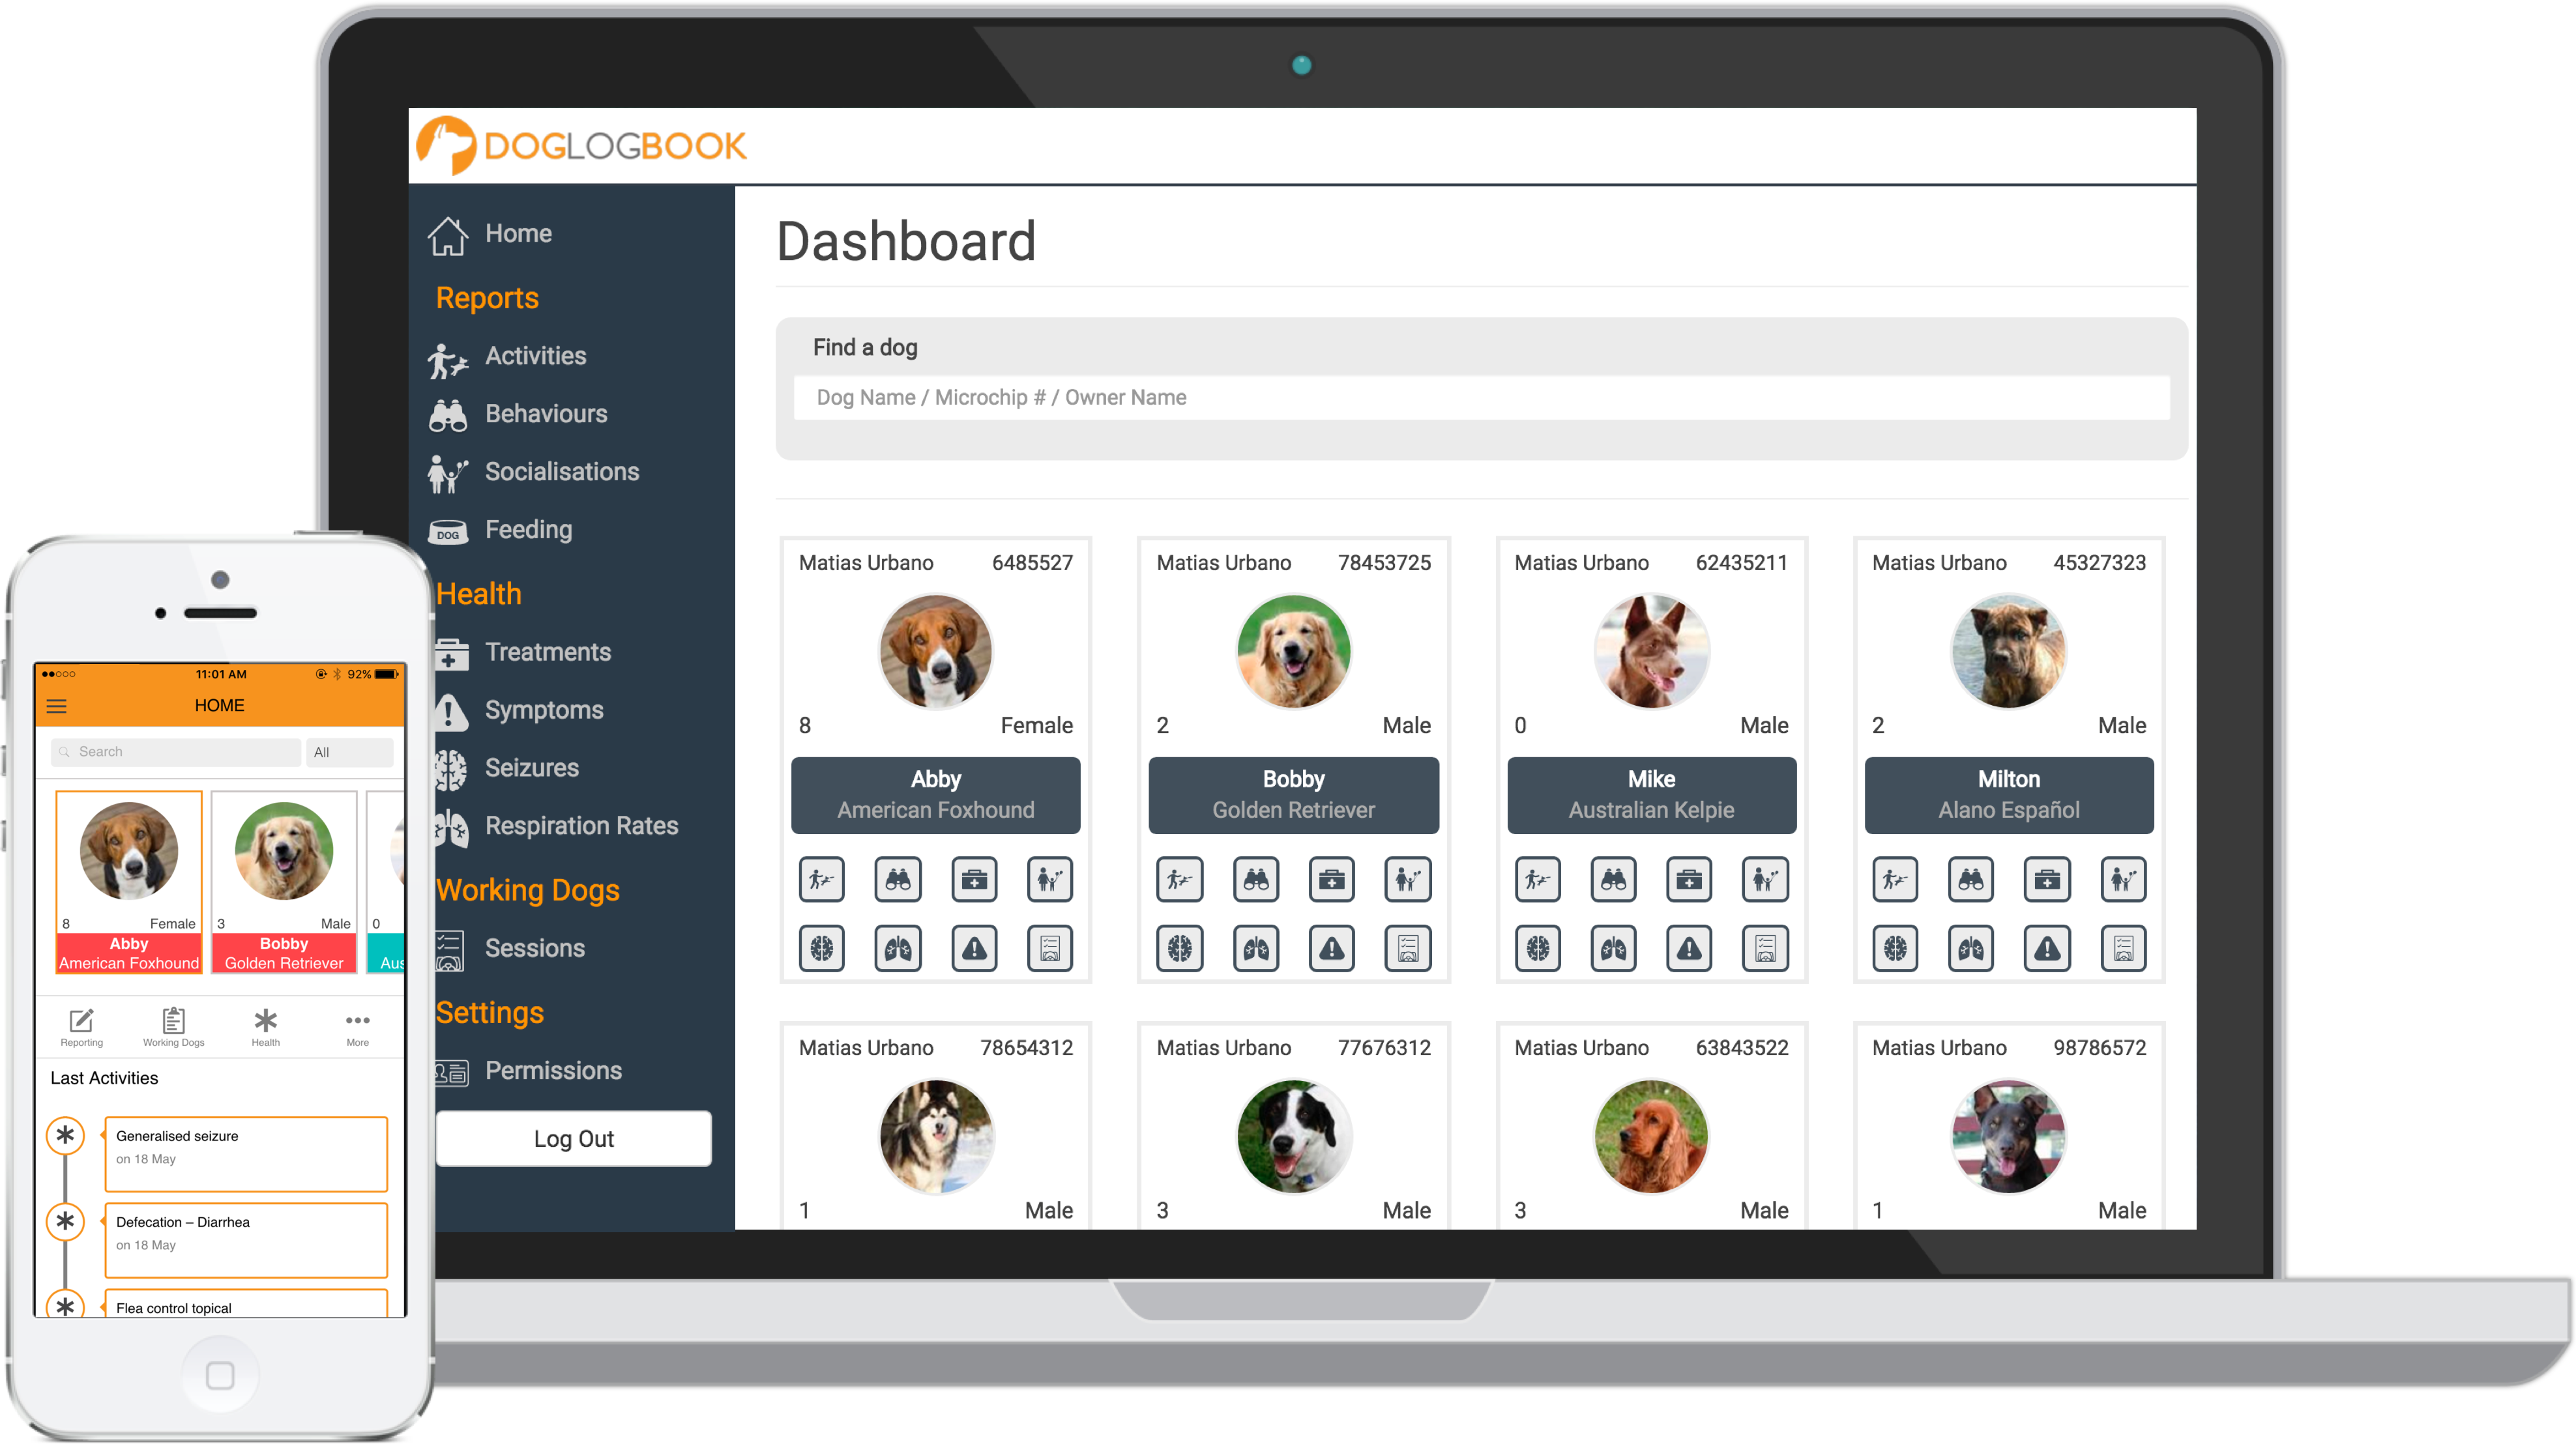 DOGLOGBOOK
Home
Reports
Activities
Behaviours
Socialisations
DOG
Feeding
Health
Treatments
Symptoms
Seizures
Respiration Rates
Working Dogs
Sessions
Settings
Permissions
Log Out
Dashboard
Find a dog
Dog Name / Microchip # / Owner Name
Matias Urbano 6485527
8 Female
Abby
American Foxhound
Matias Urbano 78453725
2 Male
Bobby
Golden Retriever
Matias Urbano 62435211
0 Male
Mike
Australian Kelpie
Matias Urbano 45327323
2 Male
Milton
Alano Español
Matias Urbano 78654312
1 Male
Matias Urbano 77676312
3 Male
Matias Urbano 63843522
3 Male
Matias Urbano 98786572
1 Male
11:01 AM 92%
HOME
Search All
8 Female
Abby
American Foxhound
3 Male
Bobby
Golden Retriever
0
Aus
Reporting Working Dogs Health More
Last Activities
Generalised seizure
on 18 May
Defecation – Diarrhea
on 18 May
Flea control topical